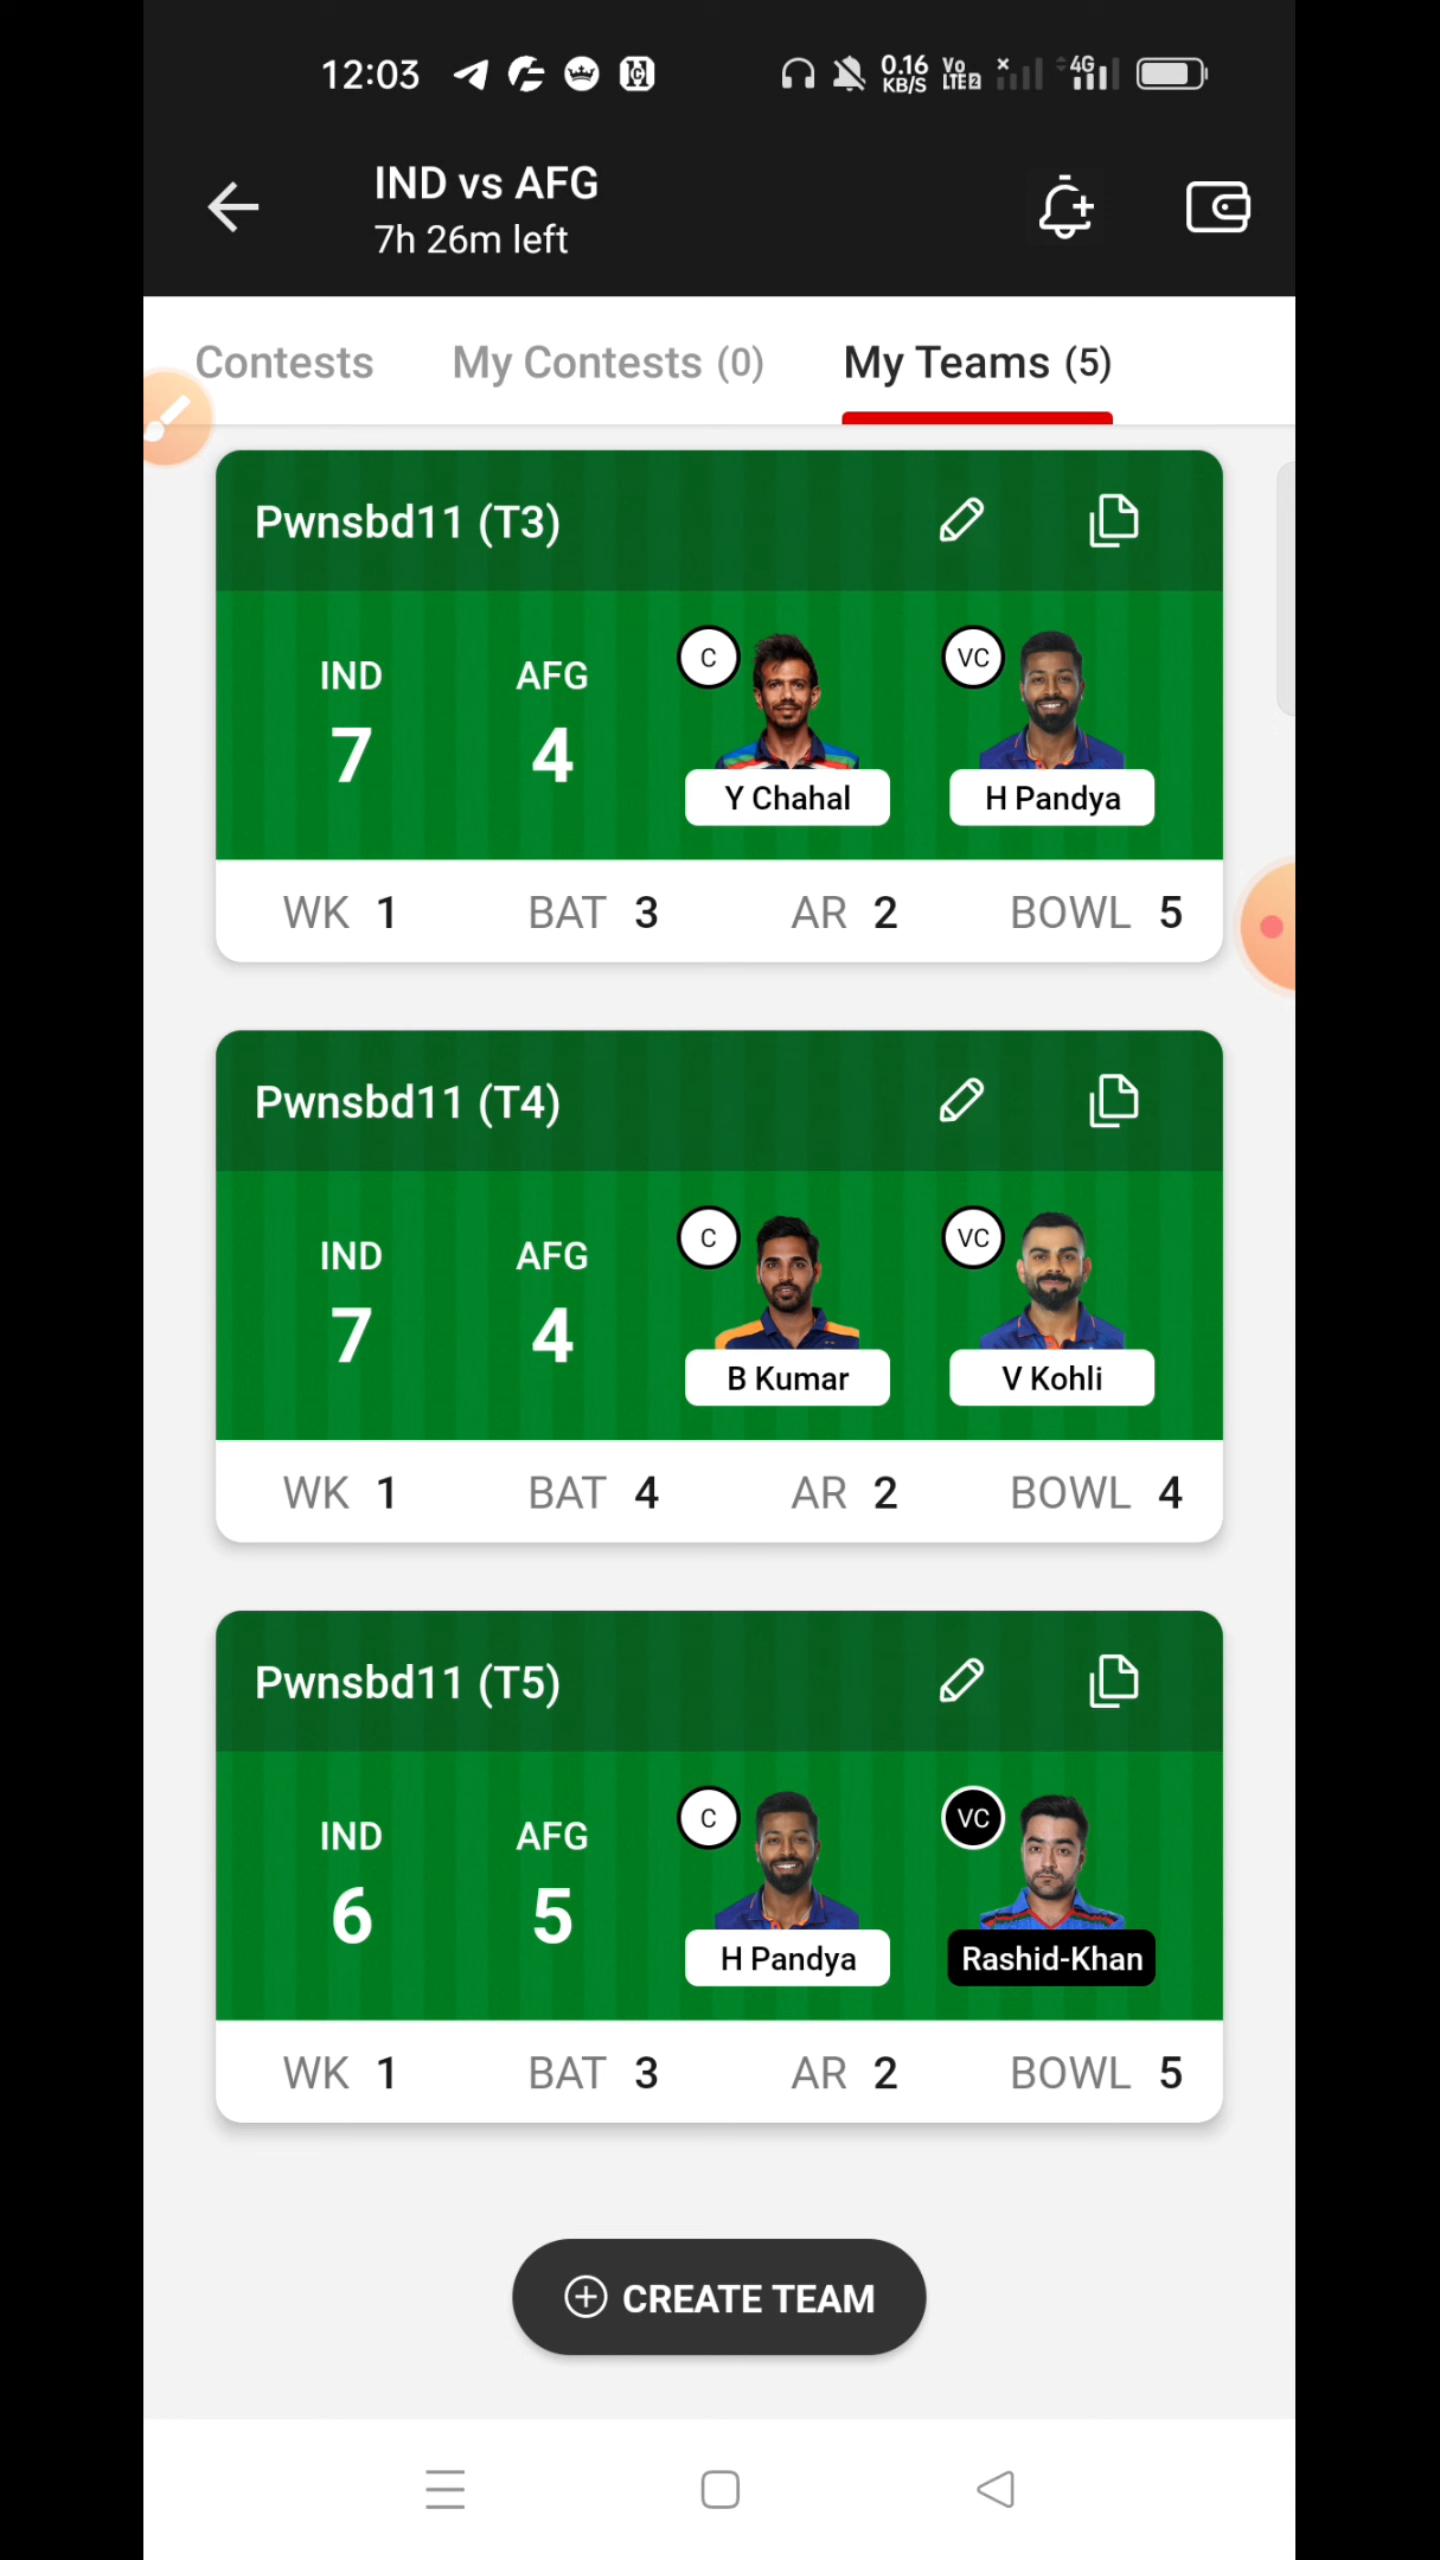 12:03 0.16 KB/S Vo LTE2 4G
IND vs AFG
7h 26m left
Contests My Contests (0) My Teams (5)
Pwnsbd11 (T3)
IND AFG C VC
7 4
Y Chahal H Pandya
WK 1 BAT 3 AR 2 BOWL 5
Pwnsbd11 (T4)
IND AFG C VC
7 4
B Kumar V Kohli
WK 1 BAT 4 AR 2 BOWL 4
Pwnsbd11 (T5)
IND AFG C VC
6 5
H Pandya Rashid-Khan
WK 1 BAT 3 AR 2 BOWL 5
CREATE TEAM